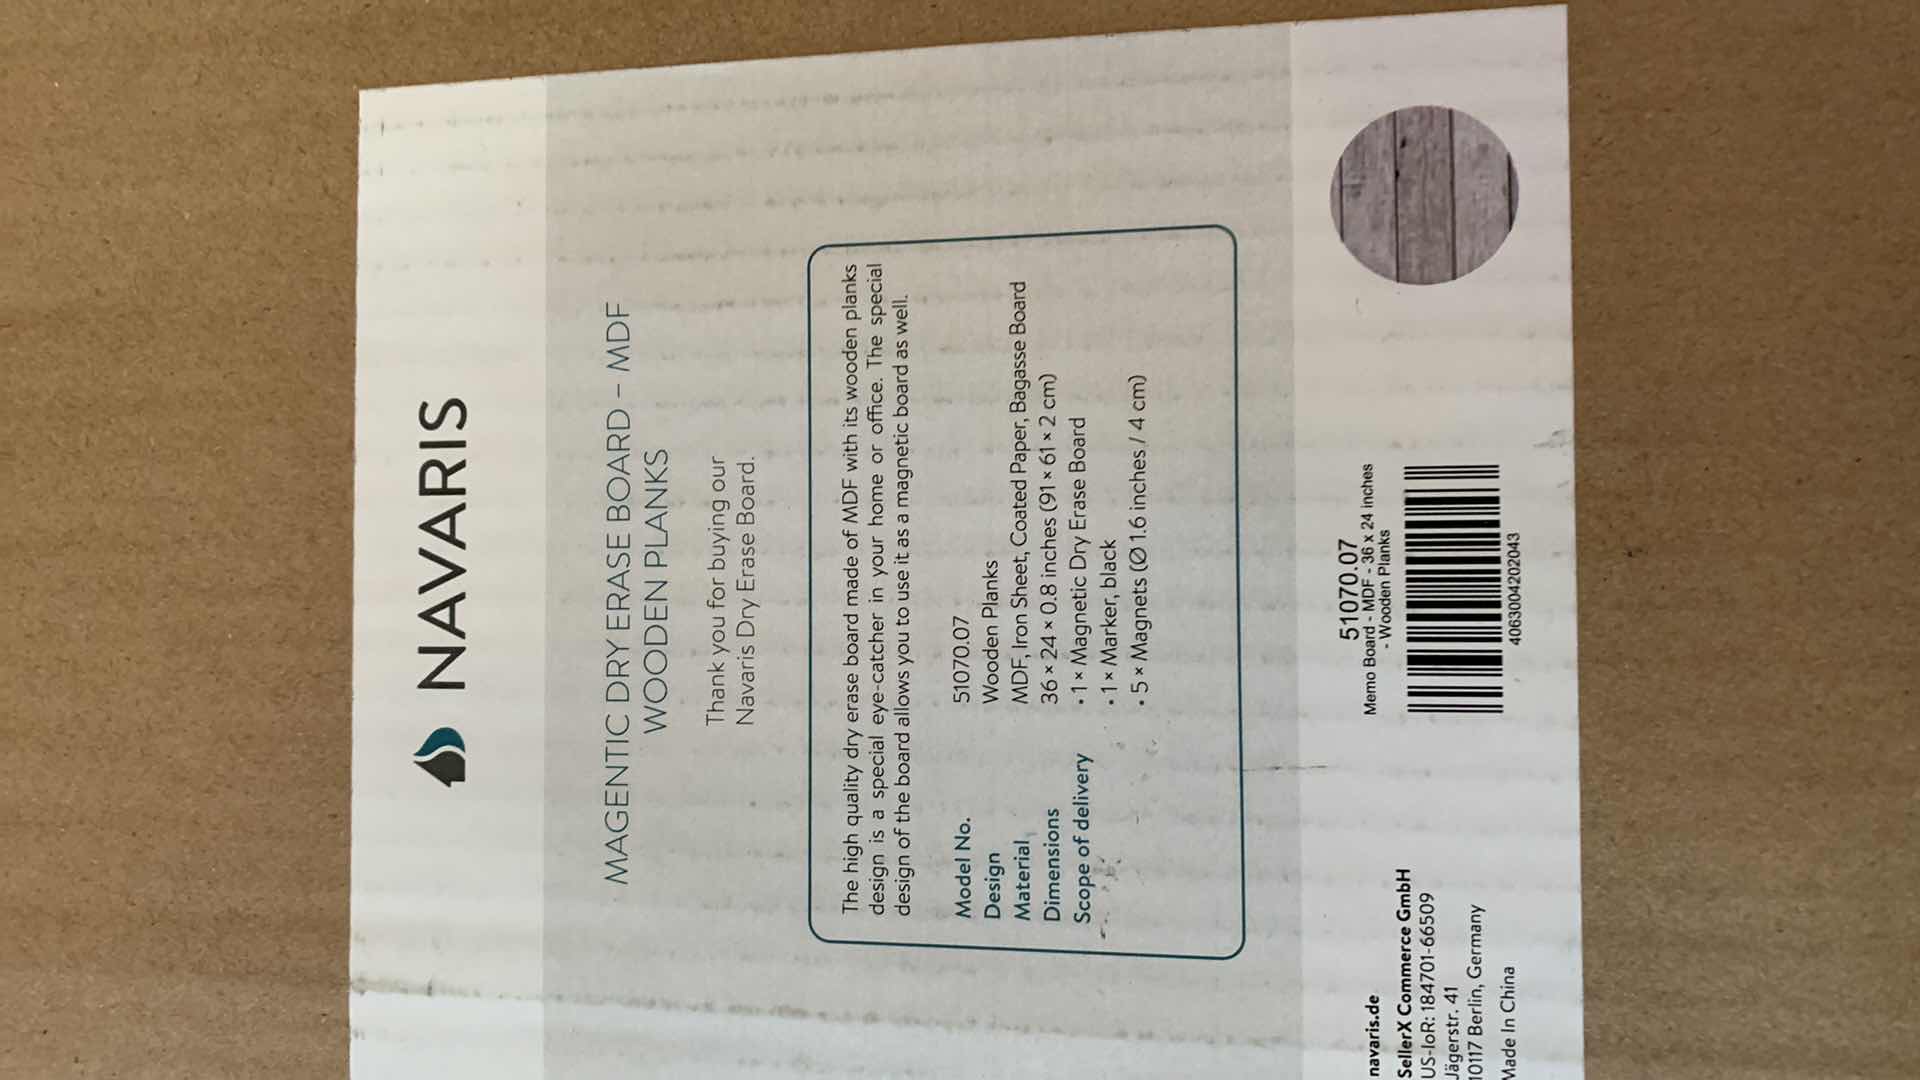 NAVARIS
MAGENTIC DRY ERASE BOARD – MDF
WOODEN PLANKS
Thank you for buying our
Navaris Dry Erase Board.
The high quality dry erase board made of MDF with its wooden planks
design is a special eye-catcher in your home or office. The special
design of the board allows you to use it as a magnetic board as well.
Model No. 51070.07
Design Wooden Planks
Material MDF, Iron Sheet, Coated Paper, Bagasse Board
Dimensions 36 × 24 × 0.8 inches (91 × 61 × 2 cm)
Scope of delivery • 1 × Magnetic Dry Erase Board
• 1 × Marker, black
• 5 × Magnets (Ø 1.6 inches / 4 cm)
navaris.de
SellerX Commerce GmbH
US-IoR: 184701-66509
Jägerstr. 41
10117 Berlin, Germany
Made In China
51070.07
Memo Board - MDF - 36 x 24 inches
- Wooden Planks
4063004202043